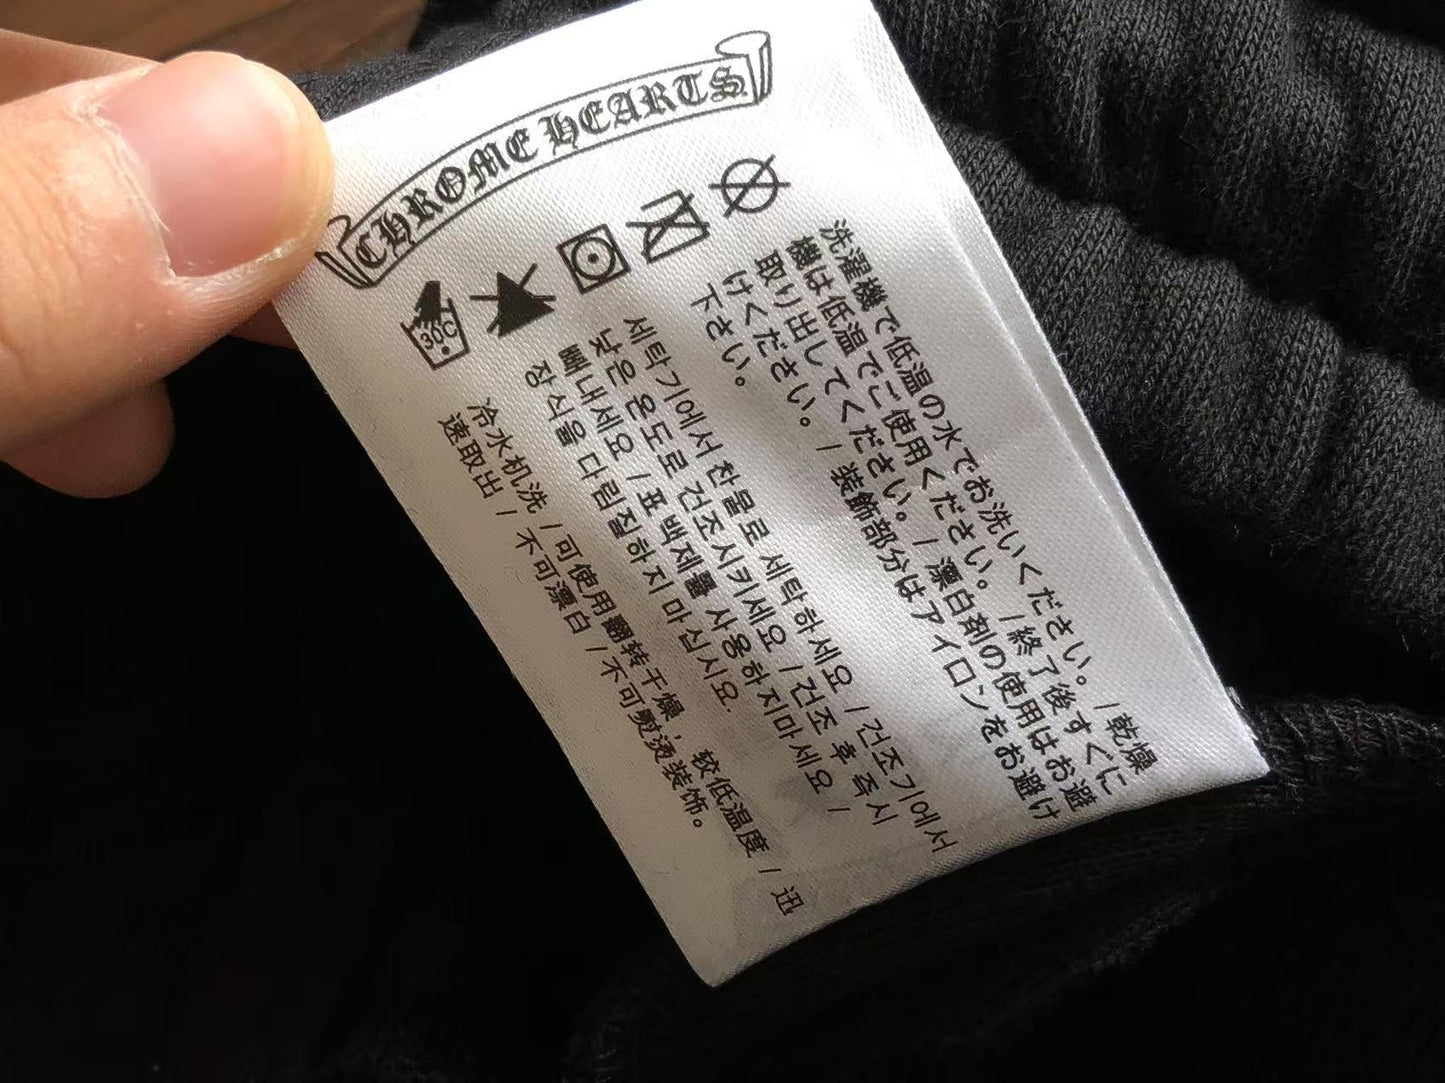 CHROME HEARTS
30C
洗濯機で低温の水でお洗いください。/乾燥
機は低温でご使用ください。/終了後すぐに
取り出してください。/漂白剤の使用はお避
けください。/装飾部分はアイロンをお避け
下さい。
세탁기에서 찬물로 세탁하세요 / 건조기에서
낮은 온도로 건조시키세요 / 건조 후 즉시
빼내세요 / 표백제를 사용하지마세요 /
장식을 다림질하지 마십시오.
冷水机洗 / 可使用翻转干燥, 较低温度 / 迅
速取出 / 不可漂白 / 不可熨烫装饰。